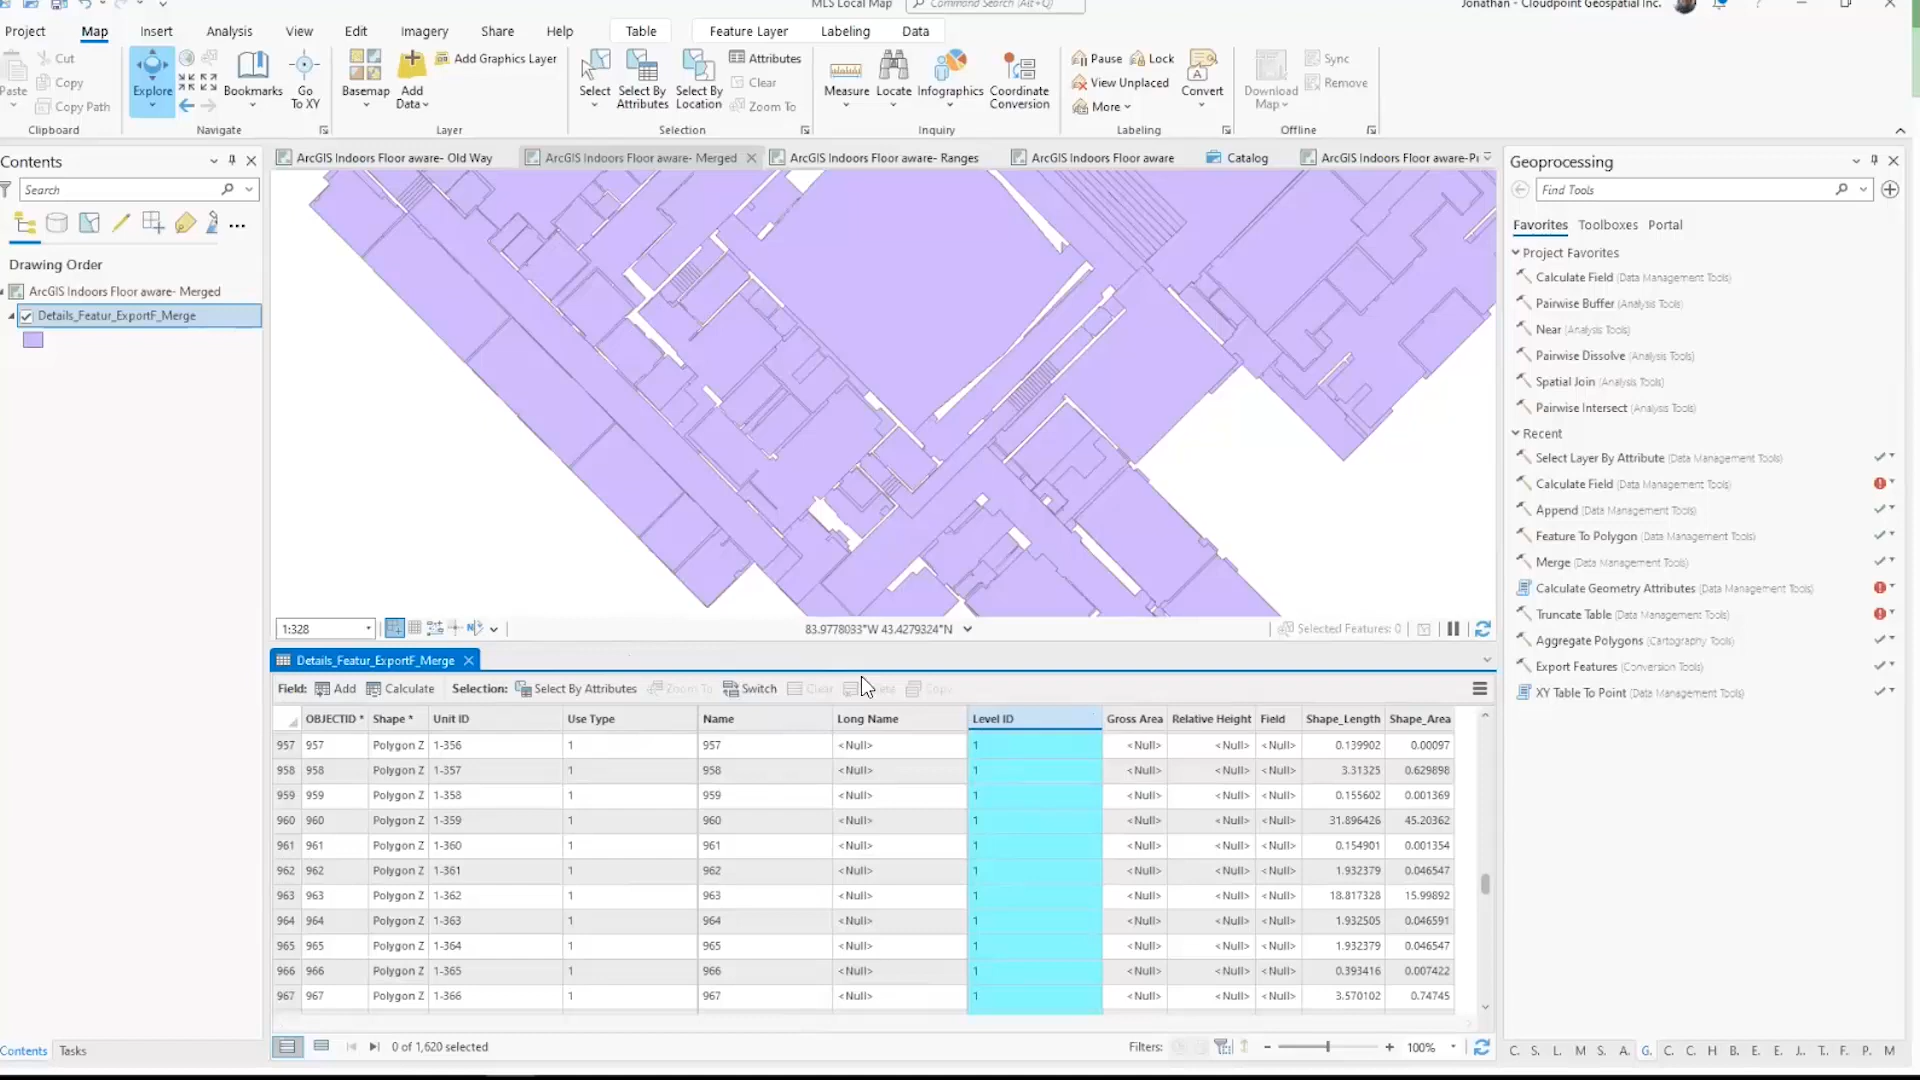 MLS Local Map
Command Search (Alt+Q)
Jonathan - Cloudpoint Geospatial Inc.
Project Map Insert Analysis View Edit Imagery Share Help Table Feature Layer Labeling Data
Paste
Cut
Copy
Copy Path
Clipboard
Explore
Bookmarks
Go To XY
Navigate
Basemap
Add Data
Add Graphics Layer
Layer
Select
Select By Attributes
Select By Location
Attributes
Clear
Zoom To
Selection
Measure
Locate
Infographics
Coordinate Conversion
Inquiry
Pause
Lock
View Unplaced
More
Convert
Labeling
Download Map
Sync
Remove
Offline
Contents
Search
Drawing Order
ArcGIS Indoors Floor aware- Merged
Details_Featur_ExportF_Merge
ArcGIS Indoors Floor aware- Old Way
ArcGIS Indoors Floor aware- Merged
ArcGIS Indoors Floor aware- Ranges
ArcGIS Indoors Floor aware
Catalog
ArcGIS Indoors Floor aware-P
1:328
83.9778033°W 43.4279324°N
Selected Features: 0
Details_Featur_ExportF_Merge
Field: Add Calculate Selection: Select By Attributes Zoom To Switch Clear Copy
OBJECTID * Shape * Unit ID Use Type Name Long Name Level ID Gross Area Relative Height Field Shape_Length Shape_Area
957 957 Polygon Z 1-356 1 957 <Null> 1 <Null> <Null> <Null> 0.139902 0.00097
958 958 Polygon Z 1-357 1 958 <Null> 1 <Null> <Null> <Null> 3.31325 0.629898
959 959 Polygon Z 1-358 1 959 <Null> 1 <Null> <Null> <Null> 0.155602 0.001369
960 960 Polygon Z 1-359 1 960 <Null> 1 <Null> <Null> <Null> 31.896426 45.20362
961 961 Polygon Z 1-360 1 961 <Null> 1 <Null> <Null> <Null> 0.154901 0.001354
962 962 Polygon Z 1-361 1 962 <Null> 1 <Null> <Null> <Null> 1.932379 0.046547
963 963 Polygon Z 1-362 1 963 <Null> 1 <Null> <Null> <Null> 18.817328 15.99892
964 964 Polygon Z 1-363 1 964 <Null> 1 <Null> <Null> <Null> 1.932505 0.046591
965 965 Polygon Z 1-364 1 965 <Null> 1 <Null> <Null> <Null> 1.932379 0.046547
966 966 Polygon Z 1-365 1 966 <Null> 1 <Null> <Null> <Null> 0.393416 0.007422
967 967 Polygon Z 1-366 1 967 <Null> 1 <Null> <Null> <Null> 3.570102 0.74745
0 of 1,620 selected
Filters:
100%
Contents Tasks
Geoprocessing
Find Tools
Favorites Toolboxes Portal
Project Favorites
Calculate Field (Data Management Tools)
Pairwise Buffer (Analysis Tools)
Near (Analysis Tools)
Pairwise Dissolve (Analysis Tools)
Spatial Join (Analysis Tools)
Pairwise Intersect (Analysis Tools)
Recent
Select Layer By Attribute (Data Management Tools)
Calculate Field (Data Management Tools)
Append (Data Management Tools)
Feature To Polygon (Data Management Tools)
Merge (Data Management Tools)
Calculate Geometry Attributes (Data Management Tools)
Truncate Table (Data Management Tools)
Aggregate Polygons (Cartography Tools)
Export Features (Conversion Tools)
XY Table To Point (Data Management Tools)
C. S. L. M S. A. G. C. C. H B. E. E. J.. T.. F.. P. M